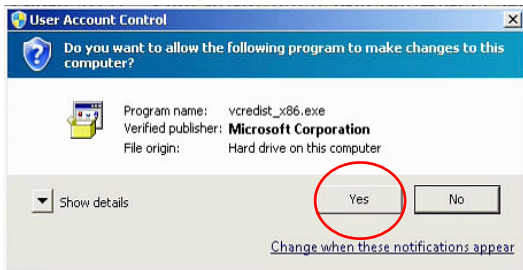 User Account Control
Do you want to allow the following program to make changes to this
computer?
Program name: vcredist_x86.exe
Verified publisher: Microsoft Corporation
File origin: Hard drive on this computer
Show details
Yes
No
Change when these notifications appear